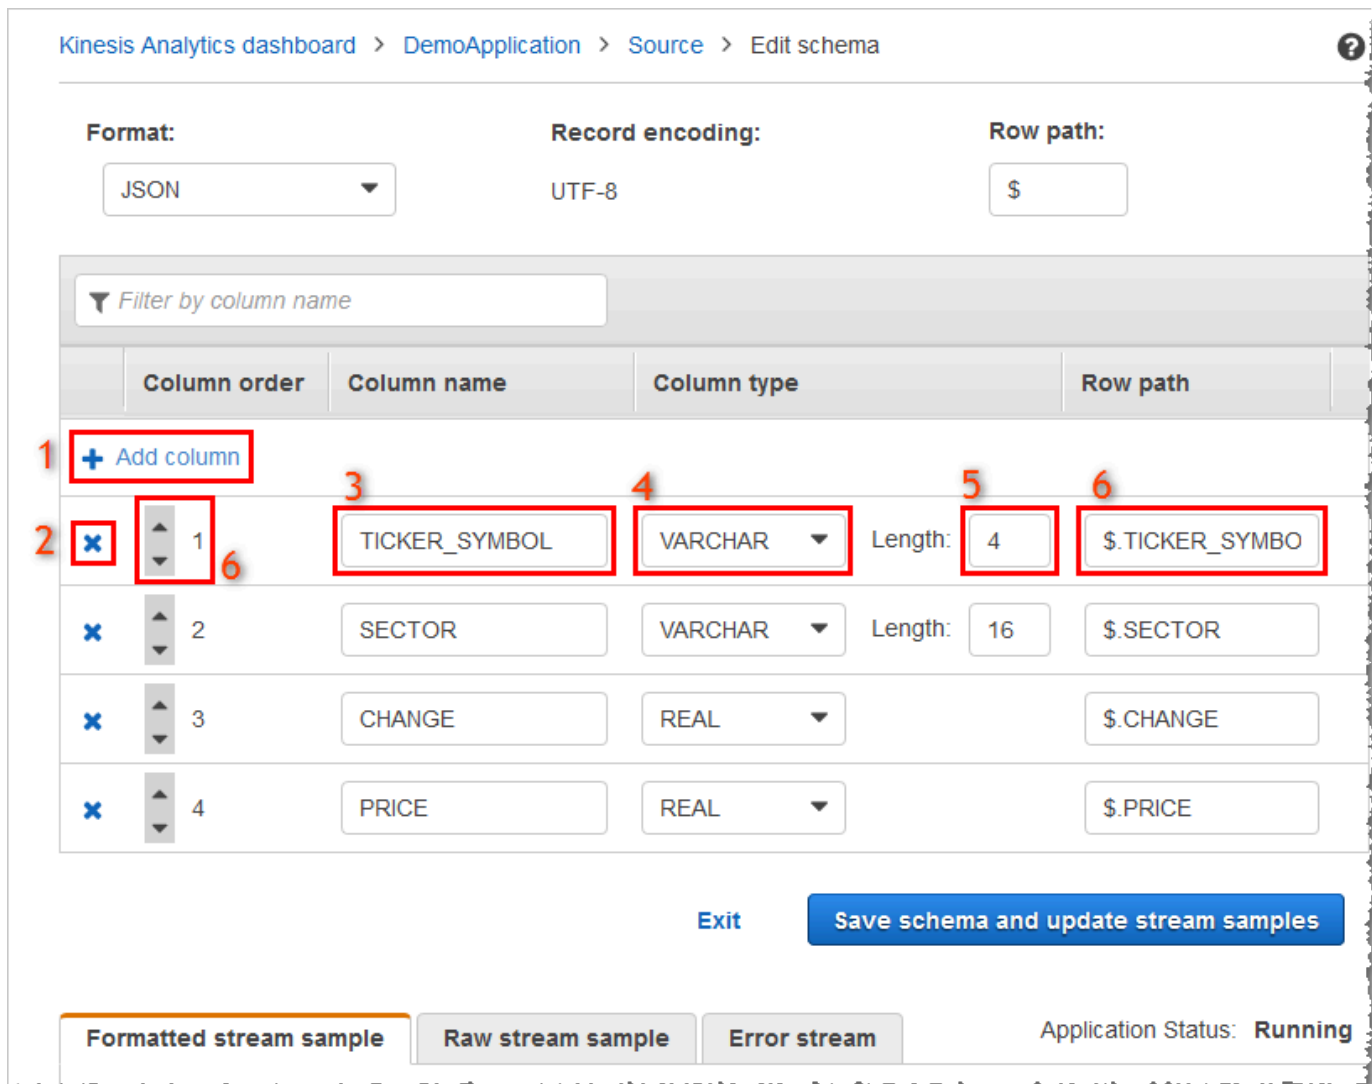 Kinesis Analytics dashboard > DemoApplication > Source > Edit schema ?
Format: Record encoding: Row path:
JSON UTF-8 $
Filter by column name
Column order Column name Column type Row path
1 + Add column
3 4 5 6
2 1 TICKER_SYMBOL VARCHAR Length: 4 $.TICKER_SYMBO
6
2 SECTOR VARCHAR Length: 16 $.SECTOR
3 CHANGE REAL $.CHANGE
4 PRICE REAL $.PRICE
Exit Save schema and update stream samples
Formatted stream sample Raw stream sample Error stream Application Status: Running